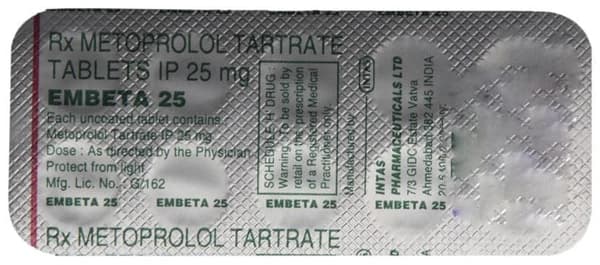 Rx METOPROLOL TARTRATE
TABLETS IP 25 mg
EMBETA 25
Each uncoated tablet contains
Metoprolol Tartrate IP 25 mg
Dose : As directed by the Physician
Protect from light
Mfg. Lic. No.: G/162
SCHEDULE 'H' DRUG :
Warning : To be sold by
retail on the prescription
of a Registered Medical
Practitioner only.
Manufactured by :
INTAS
INTAS
PHARMACEUTICALS LTD
7/3 GIDC Estate Vatva
Ahmedabad 382 445 INDIA
EMBETA 25
EMBETA 25
EMBETA 25
EMBETA 25
Rx METOPROLOL TARTRATE